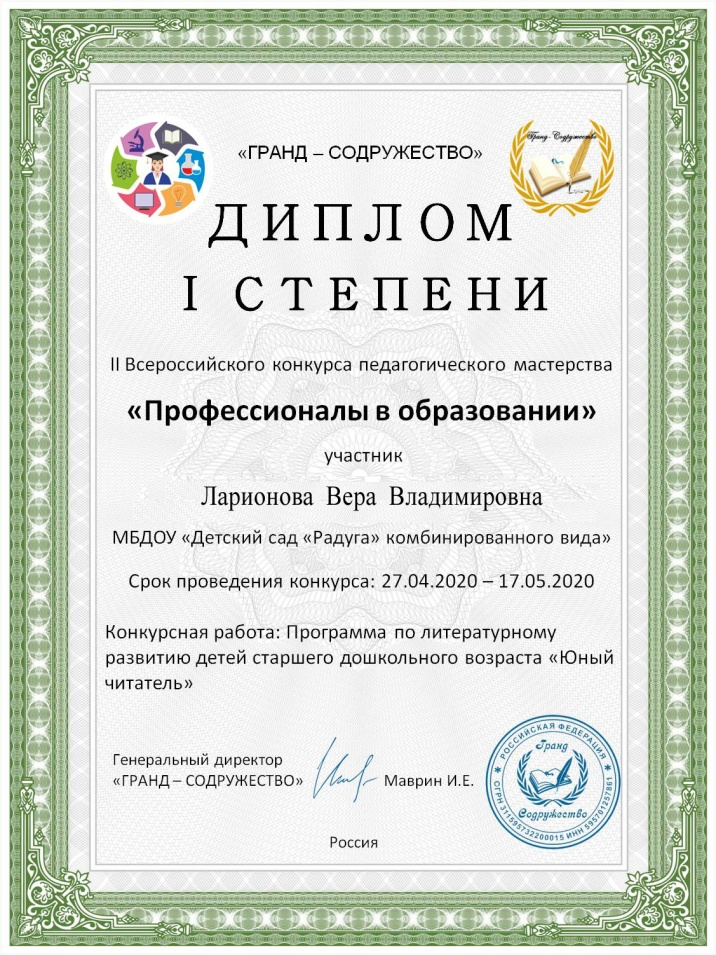 «ГРАНД – СОДРУЖЕСТВО»
Гранд - Содружество
ДИПЛОМ
I СТЕПЕНИ
II Всероссийского конкурса педагогического мастерства
«Профессионалы в образовании»
участник
Ларионова Вера Владимировна
МБДОУ «Детский сад «Радуга» комбинированного вида»
Срок проведения конкурса: 27.04.2020 – 17.05.2020
Конкурсная работа: Программа по литературному
развитию детей старшего дошкольного возраста «Юный
читатель»
Генеральный директор
«ГРАНД – СОДРУЖЕСТВО»
Маврин И.Е.
РОССИЙСКАЯ ФЕДЕРАЦИЯ
Гранд
Содружество
ОГРН 311595732200015 ИНН 595701257861
Россия